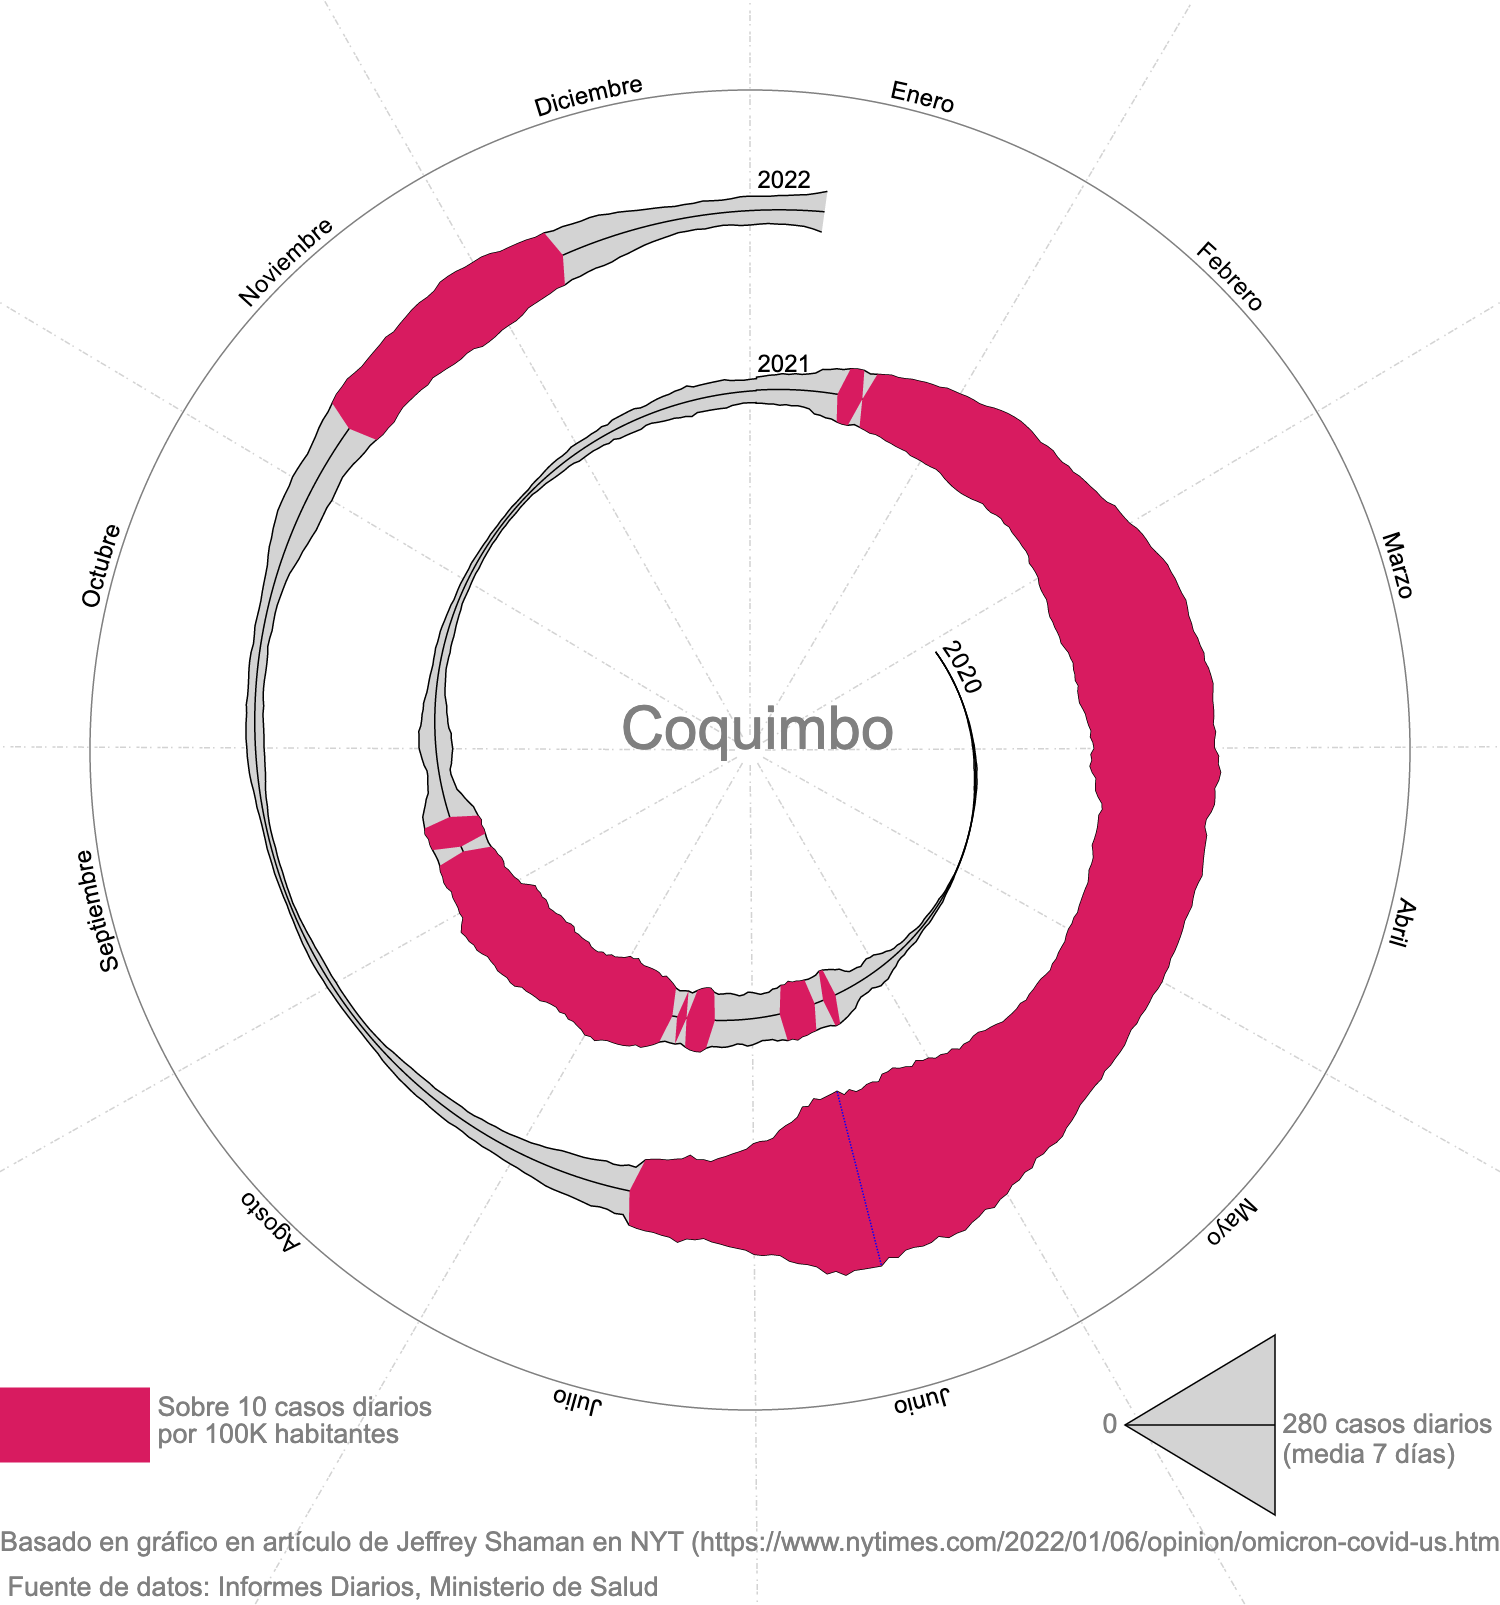 Diciembre
Enero
2022
Noviembre
Febrero
2021
Octubre
Marzo
2020
Coquimbo
Septiembre
Abril
Agosto
Mayo
Julio
Junio
Sobre 10 casos diarios
por 100K habitantes
0
280 casos diarios
(media 7 días)
Basado en gráfico en artículo de Jeffrey Shaman en NYT (https://www.nytimes.com/2022/01/06/opinion/omicron-covid-us.htm
Fuente de datos: Informes Diarios, Ministerio de Salud